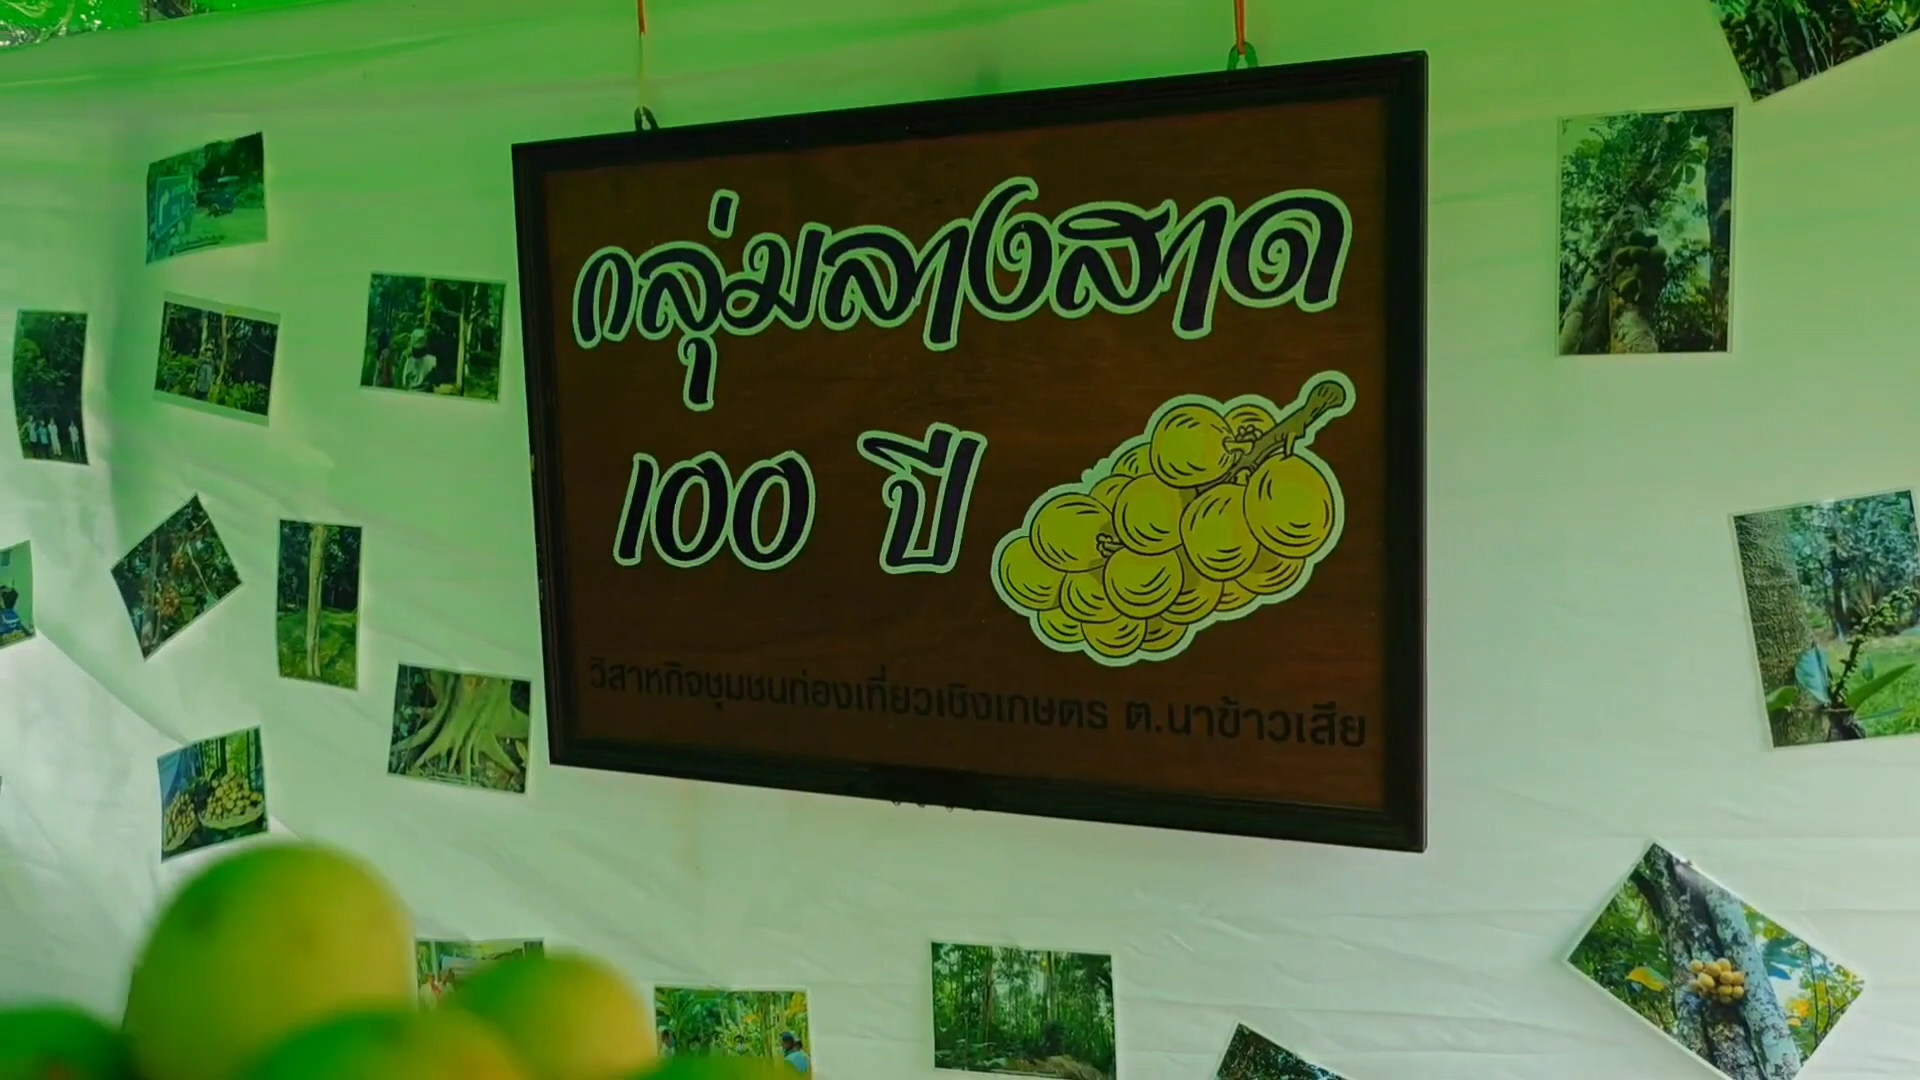 กลุ่มลางสาด
100 ปี
วิสาหกิจชุมชนท่องเที่ยวเชิงเกษตร ต.นาข้าวเสีย